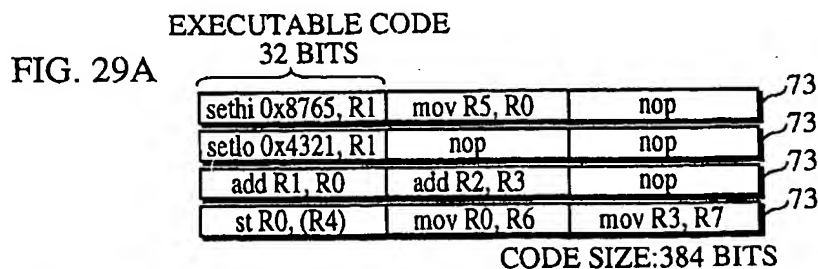 EXECUTABLE CODE
32 BITS
FIG. 29A
sethi 0x8765, R1 mov R5, R0 nop 73
setlo 0x4321, R1 nop nop 73
add R1, R0 add R2, R3 nop 73
st R0, (R4) mov R0, R6 mov R3, R7 73
CODE SIZE:384 BITS